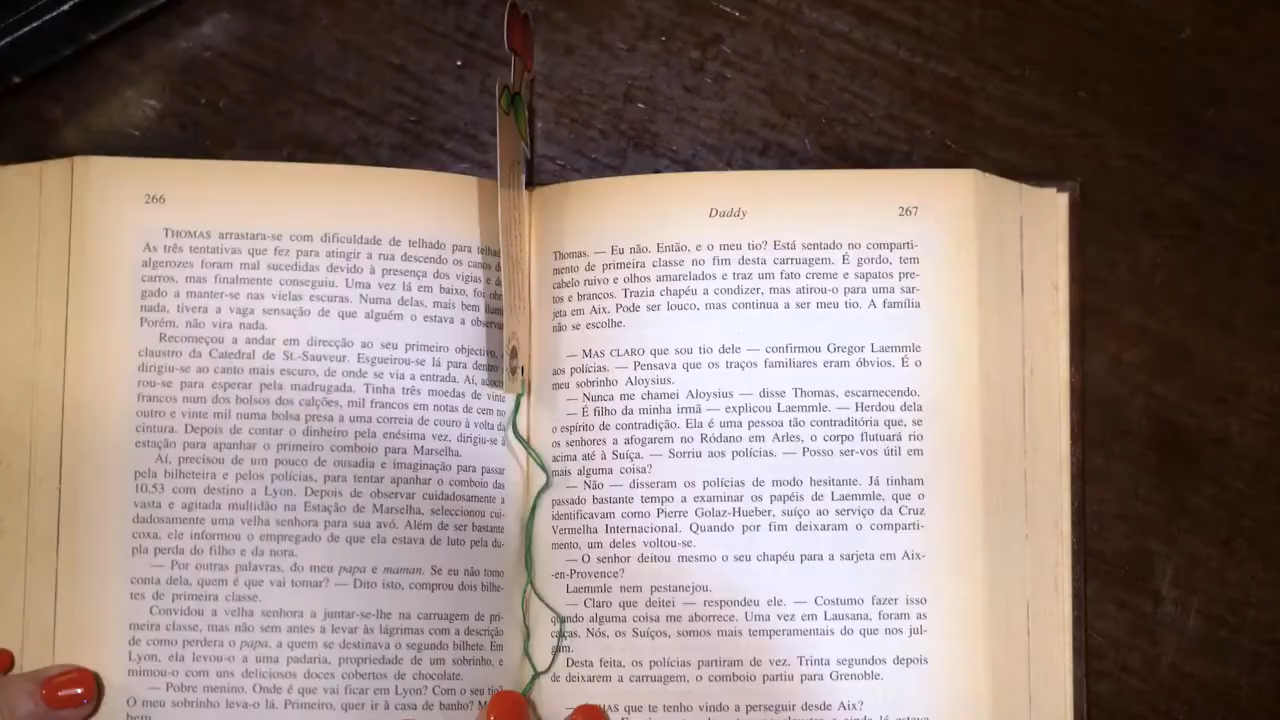 266
THOMAS arrastara-se com dificuldade de telhado para
As três tentativas que fez para atingir a rua descendo os canos
algerozes foram mal sucedidas devido à presença dos vigias e
carros, mas finalmente conseguiu. Uma vez lá em baixo, foi
gado a manter-se nas vielas escuras. Numa delas, mais bem
nada, tivera a vaga sensação de que alguém o estava a
Porém, não vira nada.
Recomeçou a andar em direcção ao seu primeiro objectivo,
claustro da Catedral de St.-Sauveur. Esgueirou-se lá para dentro
dirigiu-se ao canto mais escuro, de onde se via a entrada. Aí,
rou-se para esperar pela madrugada. Tinha três moedas de vinte
francos num dos bolsos dos calções, mil francos em notas de cem no
outro e vinte mil numa bolsa presa a uma correia de couro à volta da
cintura. Depois de contar o dinheiro pela enésima vez, dirigiu-se à
estação para apanhar o primeiro comboio para Marselha.
Aí, precisou de um pouco de ousadia e imaginação para passar
pela bilheteira e pelos polícias, para tentar apanhar o comboio das
10.53 com destino a Lyon. Depois de observar cuidadosamente a
vasta e agitada multidão na Estação de Marselha, seleccionou cui-
dadosamente uma velha senhora para sua avó. Além de ser bastante
coxa, ele informou o empregado de que ela estava de luto pela du-
pla perda do filho e da nora.
— Por outras palavras, do meu papa e maman. Se eu não tomo
conta dela, quem é que vai tomar? — Dito isto, comprou dois bilhe-
tes de primeira classe.
Convidou a velha senhora a juntar-se-lhe na carruagem de pri-
meira classe, mas não sem antes a levar às lágrimas com a descrição
de como perdera o papa, a quem se destinava o segundo bilhete. Em
Lyon, ela levou-o a uma padaria, propriedade de um sobrinho, e
mimou-o com uns deliciosos doces cobertos de chocolate.
— Pobre menino. Onde é que vai ficar em Lyon? Com o seu tio?
O meu sobrinho leva-o lá. Primeiro, quer ir à casa de banho?
bem.
Daddy 267
Thomas. — Eu não. Então, e o meu tio? Está sentado no comparti-
mento de primeira classe no fim desta carruagem. É gordo, tem
cabelo ruivo e olhos amarelados e traz um fato creme e sapatos pre-
tos e brancos. Trazia chapéu a condizer, mas atirou-o para uma sar-
jeta em Aix. Pode ser louco, mas continua a ser meu tio. A família
não se escolhe.
— MAS CLARO que sou tio dele — confirmou Gregor Laemmle
aos polícias. — Pensava que os traços familiares eram óbvios. É o
meu sobrinho Aloysius.
— Nunca me chamei Aloysius — disse Thomas, escarnecendo.
— É filho da minha irmã — explicou Laemmle. — Herdou dela
o espírito de contradição. Ela é uma pessoa tão contraditória que, se
os senhores a afogarem no Ródano em Arles, o corpo flutuará rio
acima até à Suíça. — Sorriu aos polícias. — Posso ser-vos útil em
mais alguma coisa?
— Não — disseram os polícias de modo hesitante. Já tinham
passado bastante tempo a examinar os papéis de Laemmle, que o
identificavam como Pierre Golaz-Hueber, suíço ao serviço da Cruz
Vermelha Internacional. Quando por fim deixaram o comparti-
mento, um deles voltou-se.
— O senhor deitou mesmo o seu chapéu para a sarjeta em Aix-
-en-Provence?
Laemmle nem pestanejou.
— Claro que deitei — respondeu ele. — Costumo fazer isso
quando alguma coisa me aborrece. Uma vez em Lausana, foram as
calças. Nós, os Suíços, somos mais temperamentais do que nos jul-
gam.
Desta feita, os polícias partiram de vez. Trinta segundos depois
de deixarem a carruagem, o comboio partiu para Grenoble.
que te tenho vindo a perseguir desde Aix?